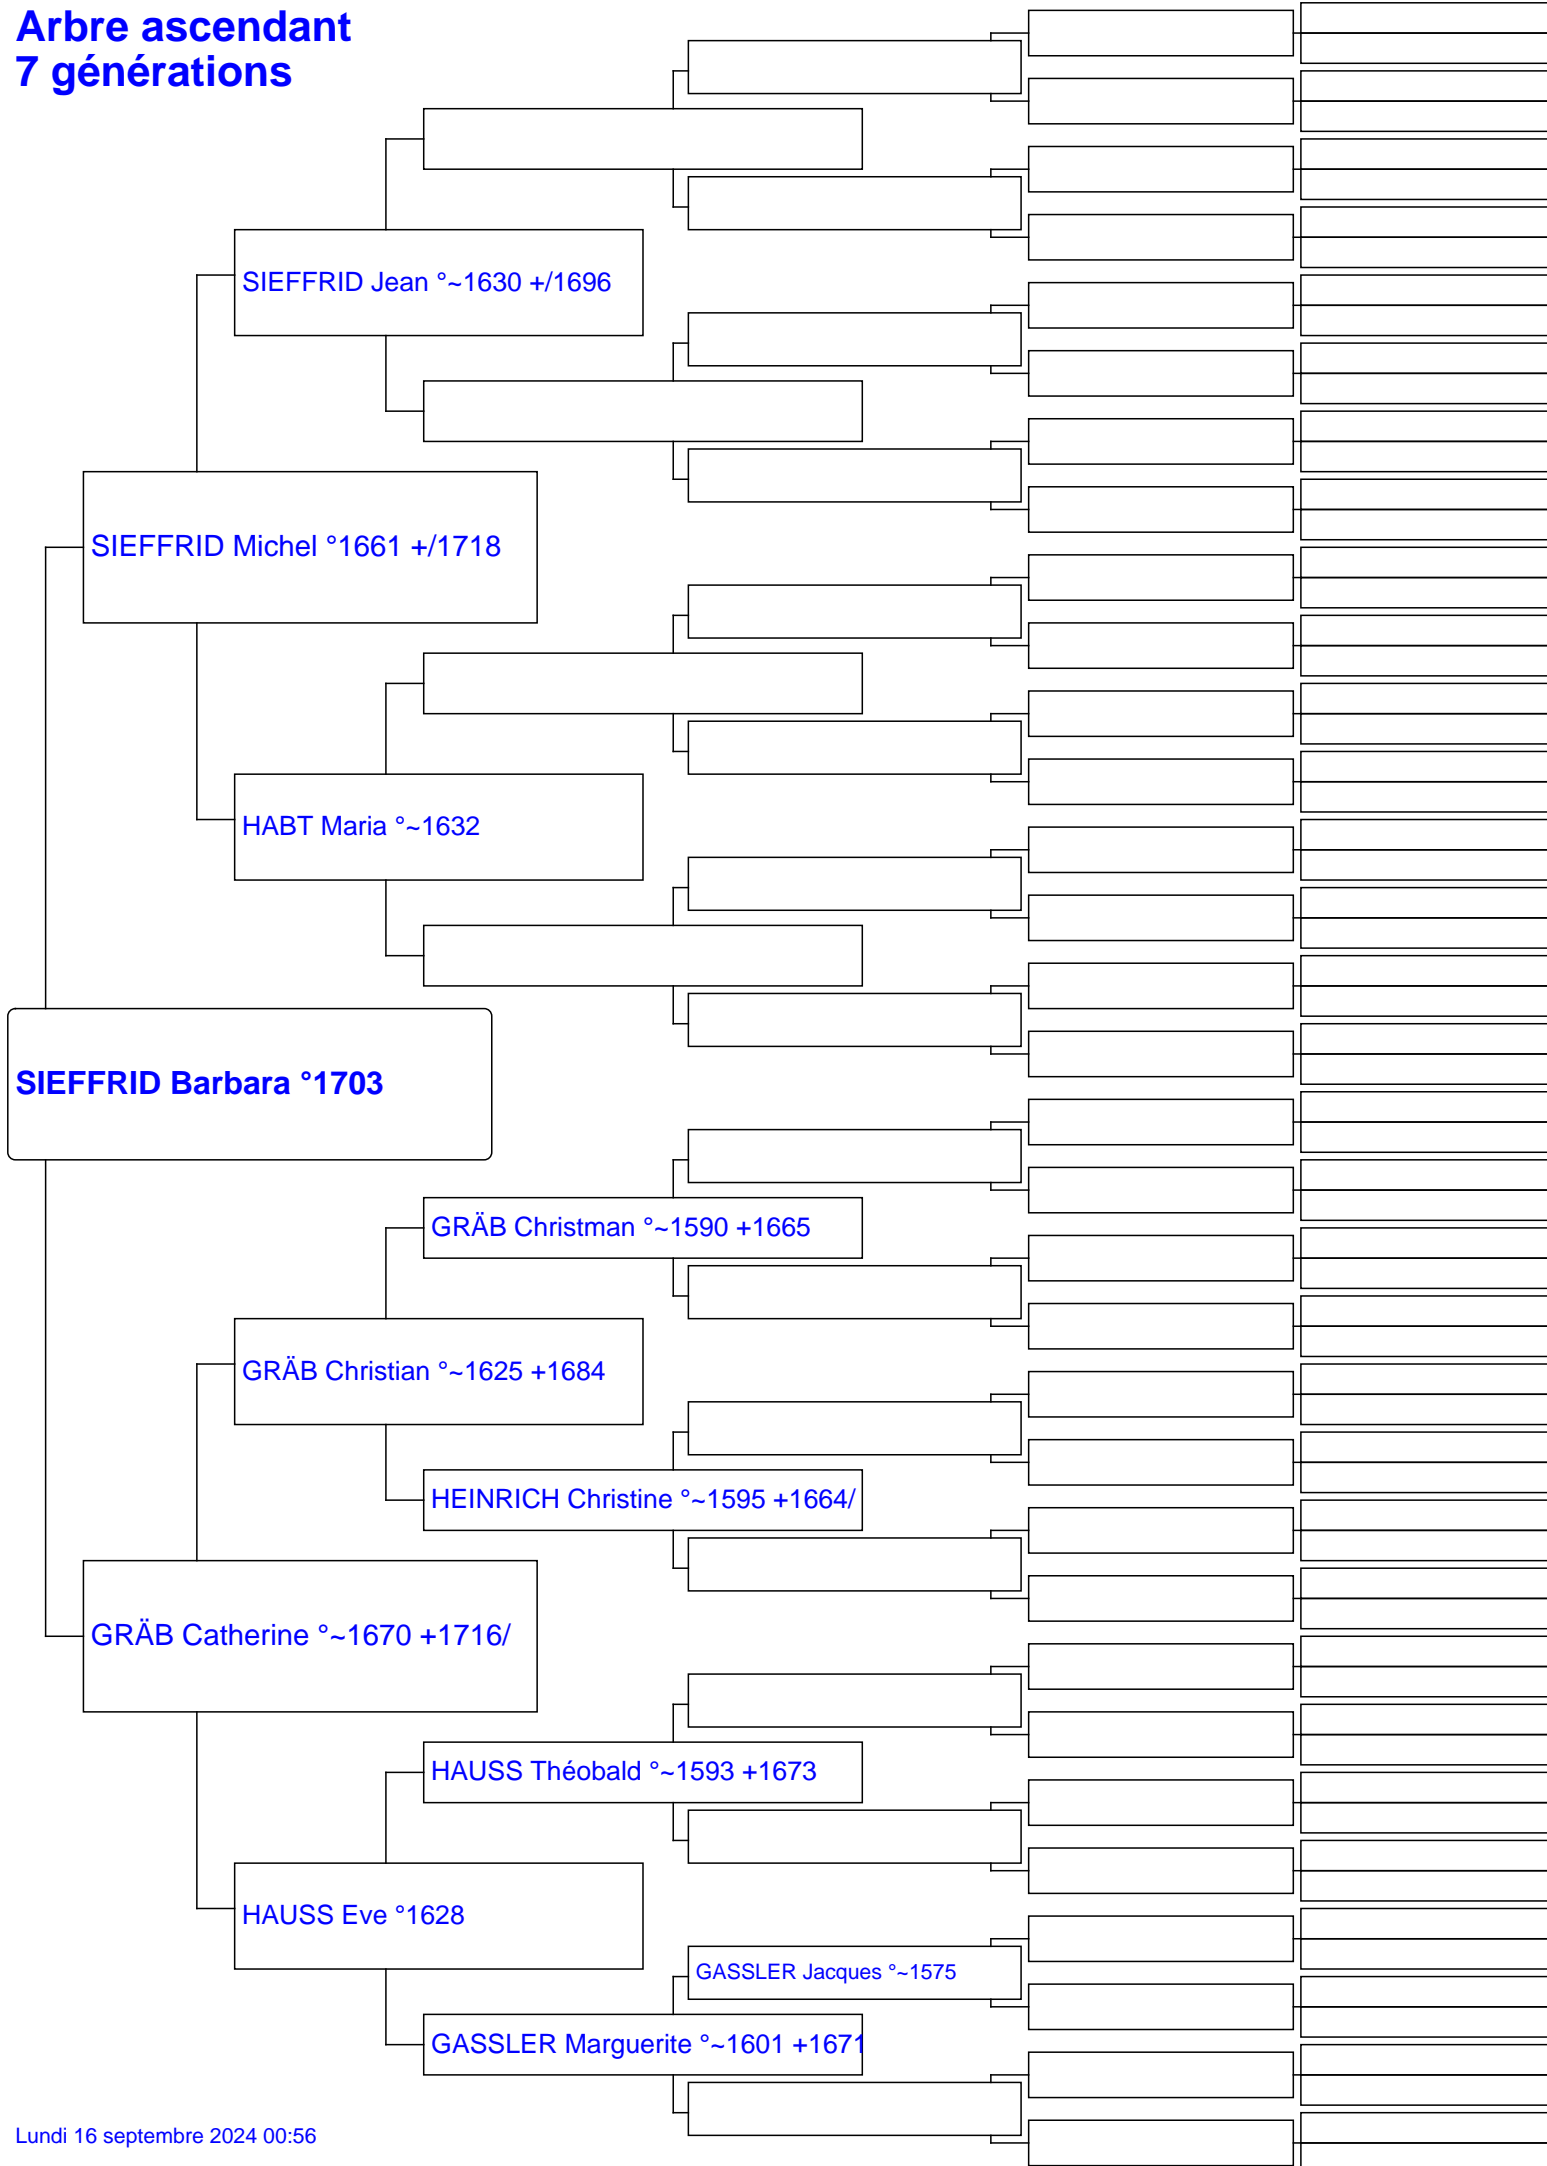 Arbre ascendant
7 générations
SIEFFRID Jean °~1630 +/1696
SIEFFRID Michel °1661 +/1718
HABT Maria °~1632
SIEFFRID Barbara °1703
GRÄB Christman °~1590 +1665
GRÄB Christian °~1625 +1684
HEINRICH Christine °~1595 +1664/
GRÄB Catherine °~1670 +1716/
HAUSS Théobald °~1593 +1673
HAUSS Eve °1628
GASSLER Jacques °~1575
GASSLER Marguerite °~1601 +1671
Lundi 16 septembre 2024 00:56